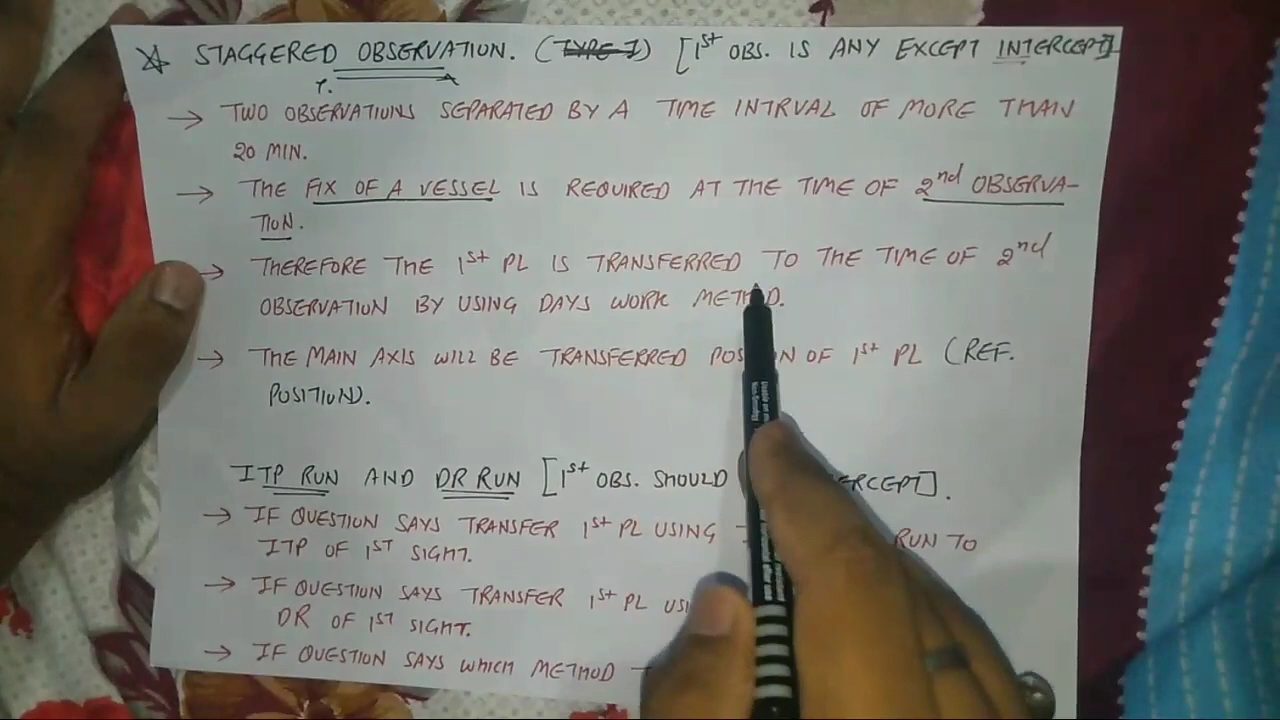 ☆ STAGGERED OBSERVATION. (TYPE-1) [1st OBS. IS ANY EXCEPT INTERCEPT]
→ TWO OBSERVATIONS SEPARATED BY A TIME INTRVAL OF MORE THAN
20 MIN.
→ THE FIX OF A VESSEL IS REQUIRED AT THE TIME OF 2nd OBSERVA-
TION.
→ THEREFORE THE 1st PL IS TRANSFERRED TO THE TIME OF 2nd
OBSERVATION BY USING DAYS WORK METHOD.
→ THE MAIN AXIS WILL BE TRANSFERRED OF 1st PL (REF.
POSITION).
ITP RUN AND DR RUN [1st OBS. SHOULD
→ IF QUESTION SAYS TRANSFER 1st PL USING RUN TO
ITP OF 1ST SIGHT.
→ IF QUESTION SAYS TRANSFER 1st PL
DR OF 1ST SIGHT.
→ IF QUESTION SAYS WHICH METHOD →